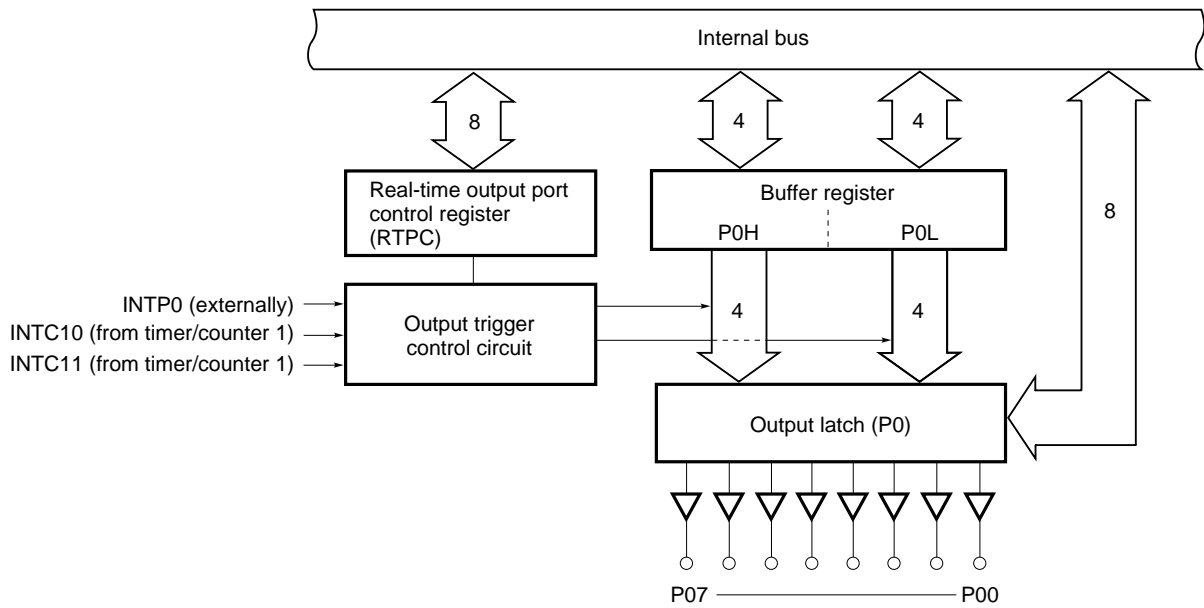 Internal bus
8
4
4
8
Real-time output port
control register
(RTPC)
Buffer register
P0H
P0L
INTP0 (externally)
INTC10 (from timer/counter 1)
INTC11 (from timer/counter 1)
Output trigger
control circuit
4
4
Output latch (P0)
P07
P00